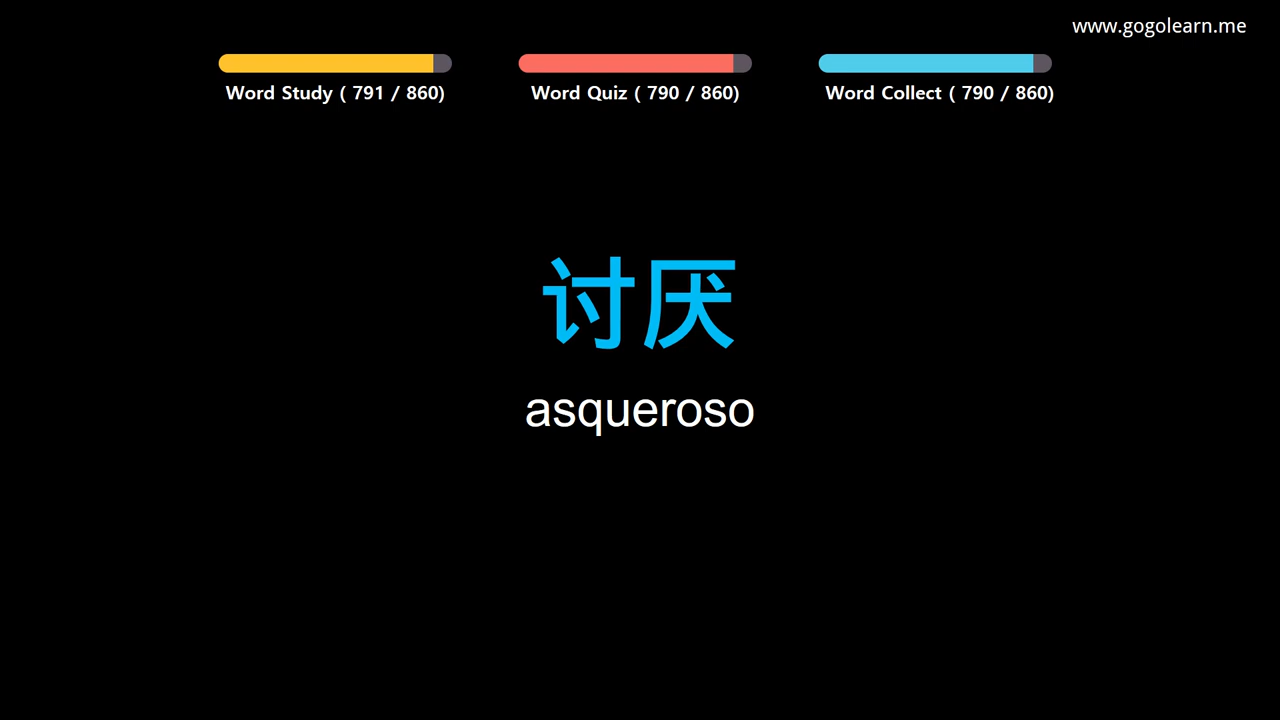 www.gogolearn.me
Word Study ( 791 / 860)
Word Quiz ( 790 / 860)
Word Collect ( 790 / 860)
讨厌
asqueroso